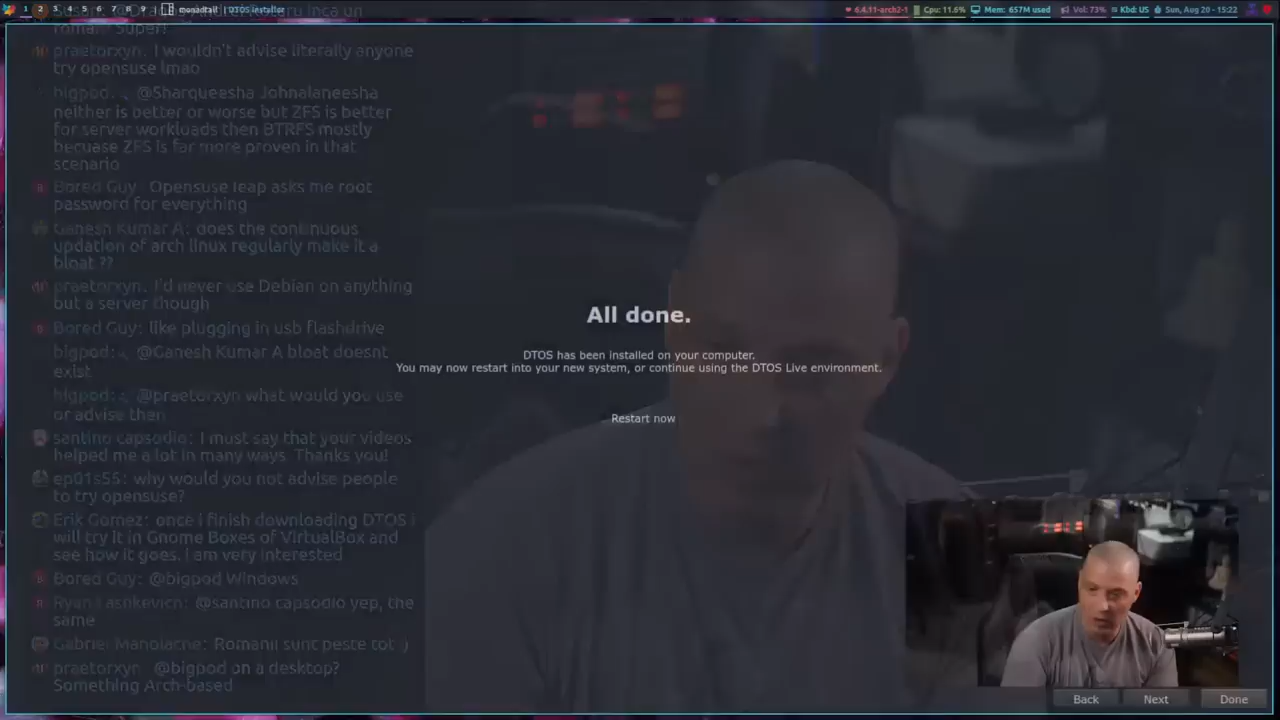 1 2 3 4 5 6 7 8 9 monadtall DTOS installer
6.4.11-arch2-1 Cpu: 11.6% Mem: 657M used Vol: 73% Kbd: US Sun, Aug 20 - 15:22
romani Super!
praetorxyn: I wouldn't advise literally anyone
try opensuse lmao
bigpod: @Sharqueesha Johnalaneesha
neither is better or worse but ZFS is better
for server workloads then BTRFS mostly
becuase ZFS is far more proven in that
scenario
Bored Guy: Opensuse leap asks me root
password for everything
Ganesh Kumar A: does the continuous
updation of arch linux regularly make it a
bloat ??
praetorxyn: I'd never use Debian on anything
but a server though
Bored Guy: like plugging in usb flashdrive
bigpod: @Ganesh Kumar A bloat doesnt
exist
bigpod: @praetorxyn what would you use
or advise then
santino capsodio: I must say that your videos
helped me a lot in many ways. Thanks you!
ep01s55: why would you not advise people
to try opensuse?
Erik Gomez: once i finish downloading DTOS i
will try it in Gnome Boxes of VirtualBox and
see how it goes. I am very interested
Bored Guy: @bigpod Windows
Ryan Fastkevich: @santino capsodio yep, the
same
Gabriel Manolache: Romanii sunt peste tot :)
praetorxyn: @bigpod on a desktop?
Something Arch-based
All done.
DTOS has been installed on your computer.
You may now restart into your new system, or continue using the DTOS Live environment.
Restart now
Back Next Done